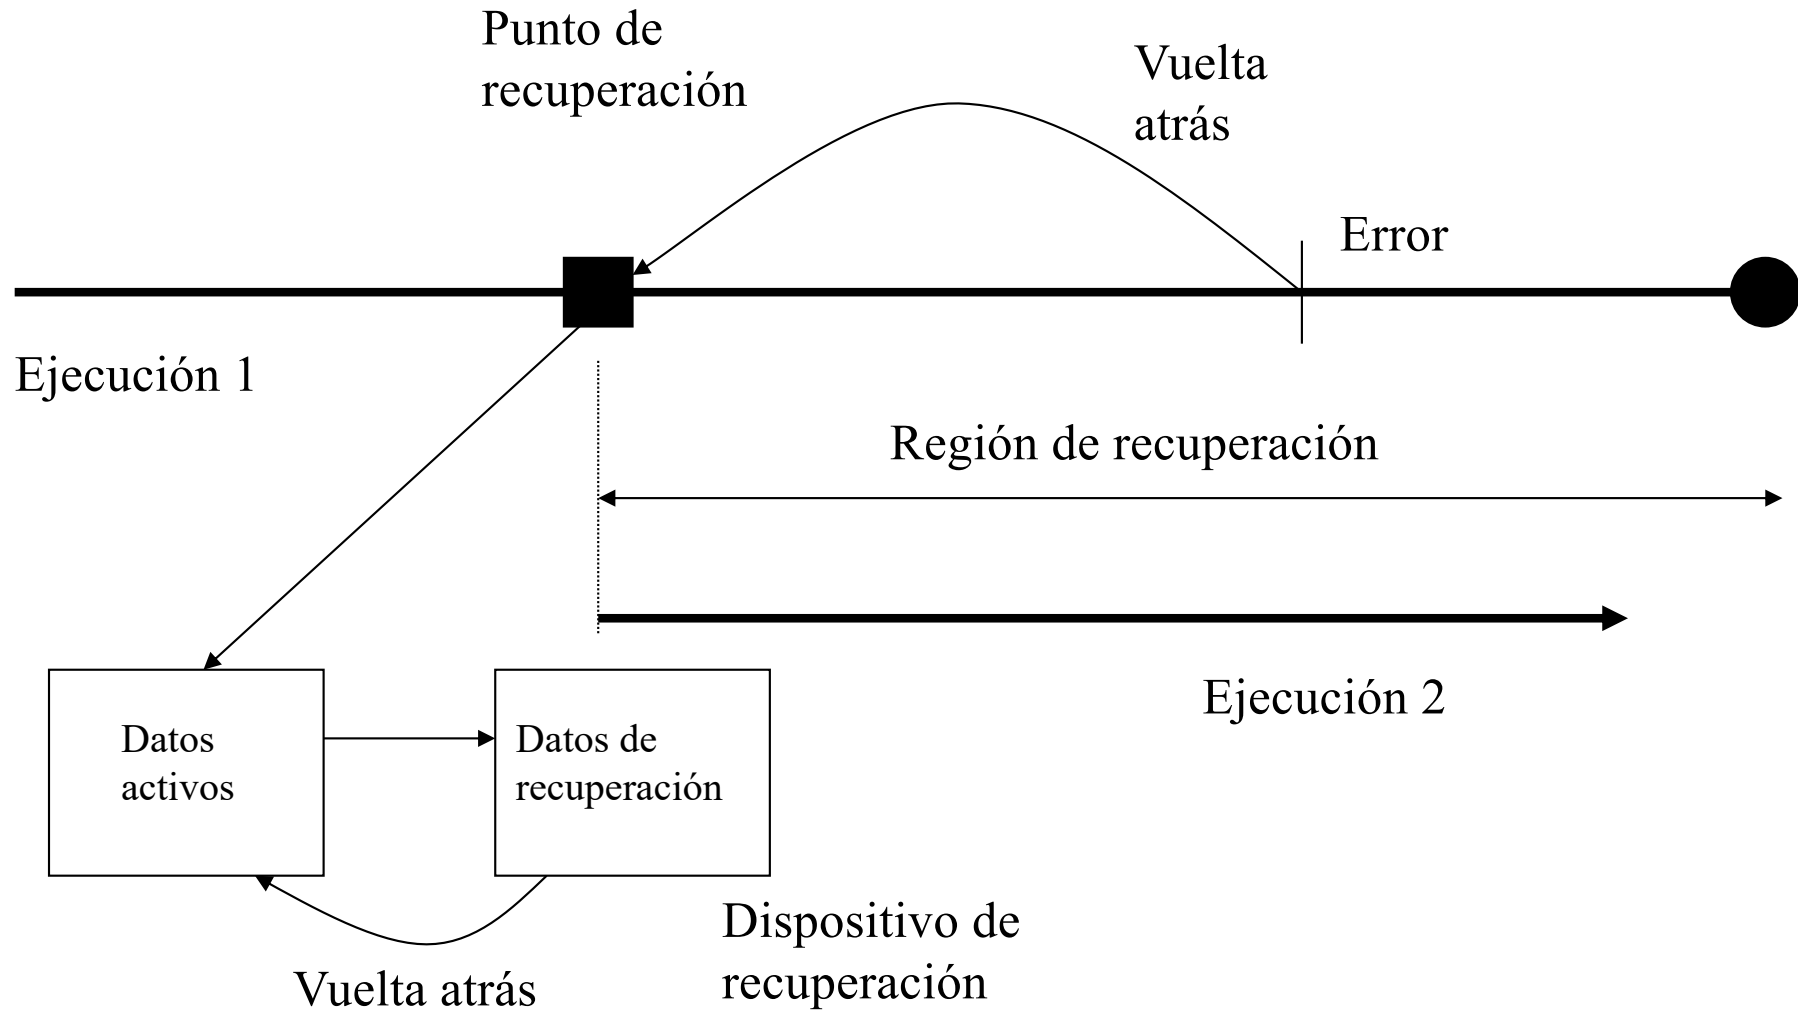 Punto de
recuperación
Vuelta
atrás
Error
Ejecución 1
Región de recuperación
Ejecución 2
Datos
activos
Datos de
recuperación
Dispositivo de
recuperación
Vuelta atrás